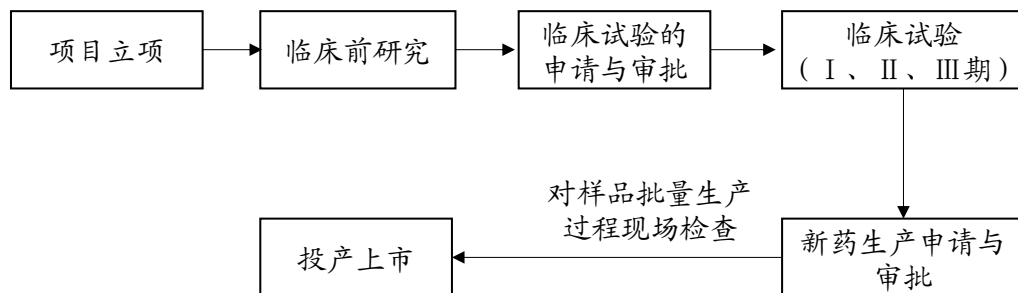 项目立项
临床前研究
临床试验的
申请与审批
临床试验
（Ⅰ、Ⅱ、Ⅲ期）
对样品批量生产
过程现场检查
投产上市
新药生产申请与
审批